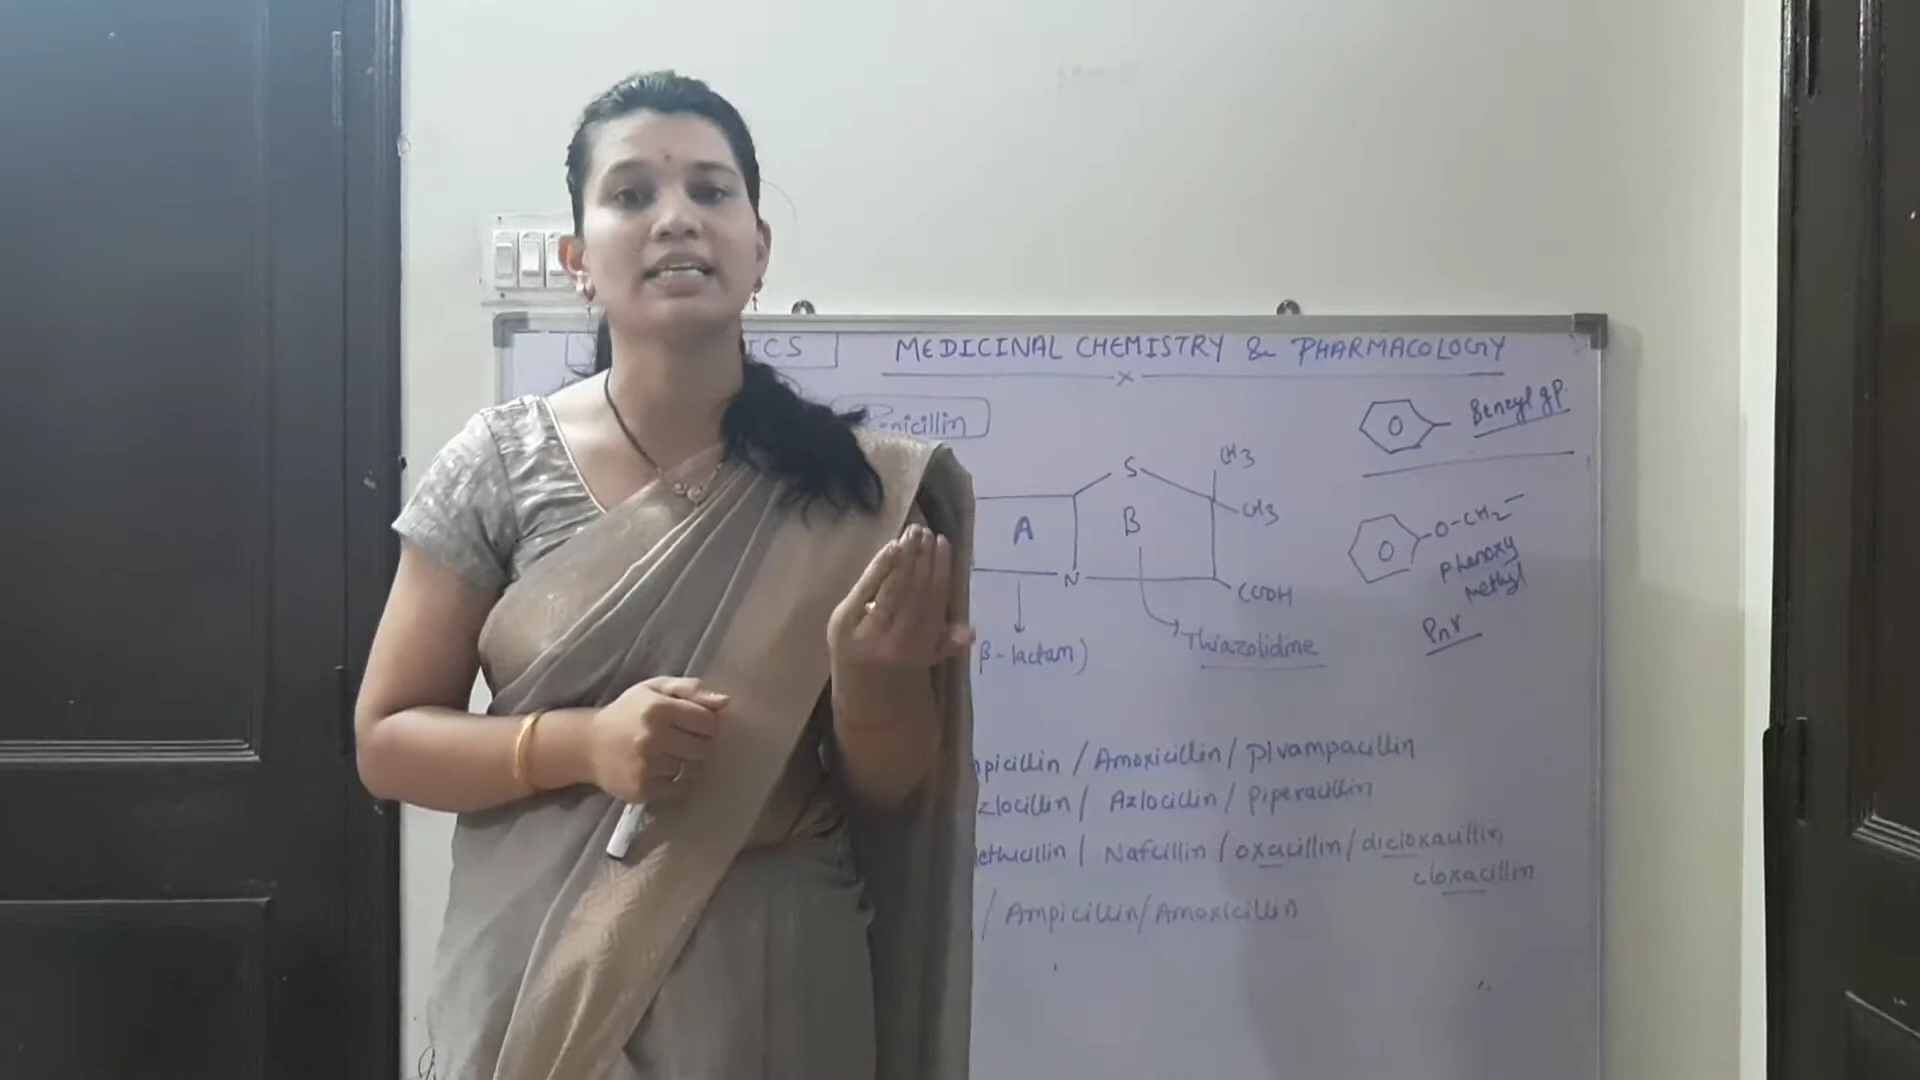 MEDICINAL CHEMISTRY & PHARMACOLOGY
x
Benzyl gp.
CH3
S
CH3
A
B
O-CH2-
phenoxy
methyl
N
COOH
β-lactam)
Thiazolidine
/ Amoxicillin / pivampacillin
/ Azlocillin / piperacillin
/ Nafcillin / oxacillin / dicloxacillin
cloxacillin
/ Ampicillin / Amoxicillin